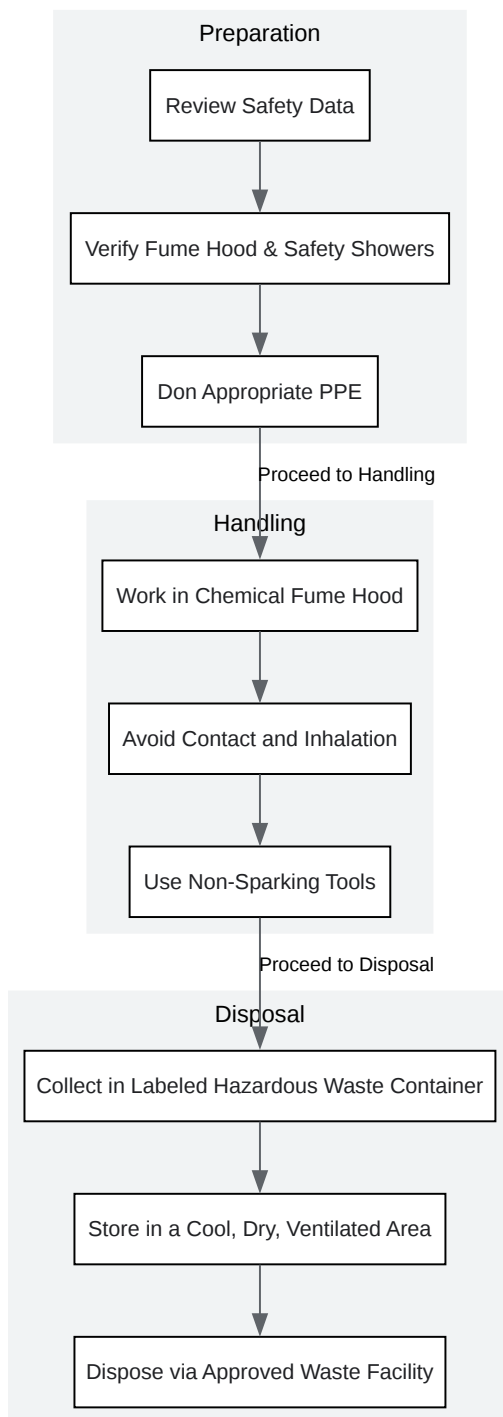 Preparation
Review Safety Data
Verify Fume Hood & Safety Showers
Don Appropriate PPE
Proceed to Handling
Handling
Work in Chemical Fume Hood
Avoid Contact and Inhalation
Use Non-Sparking Tools
Proceed to Disposal
Disposal
Collect in Labeled Hazardous Waste Container
Store in a Cool, Dry, Ventilated Area
Dispose via Approved Waste Facility